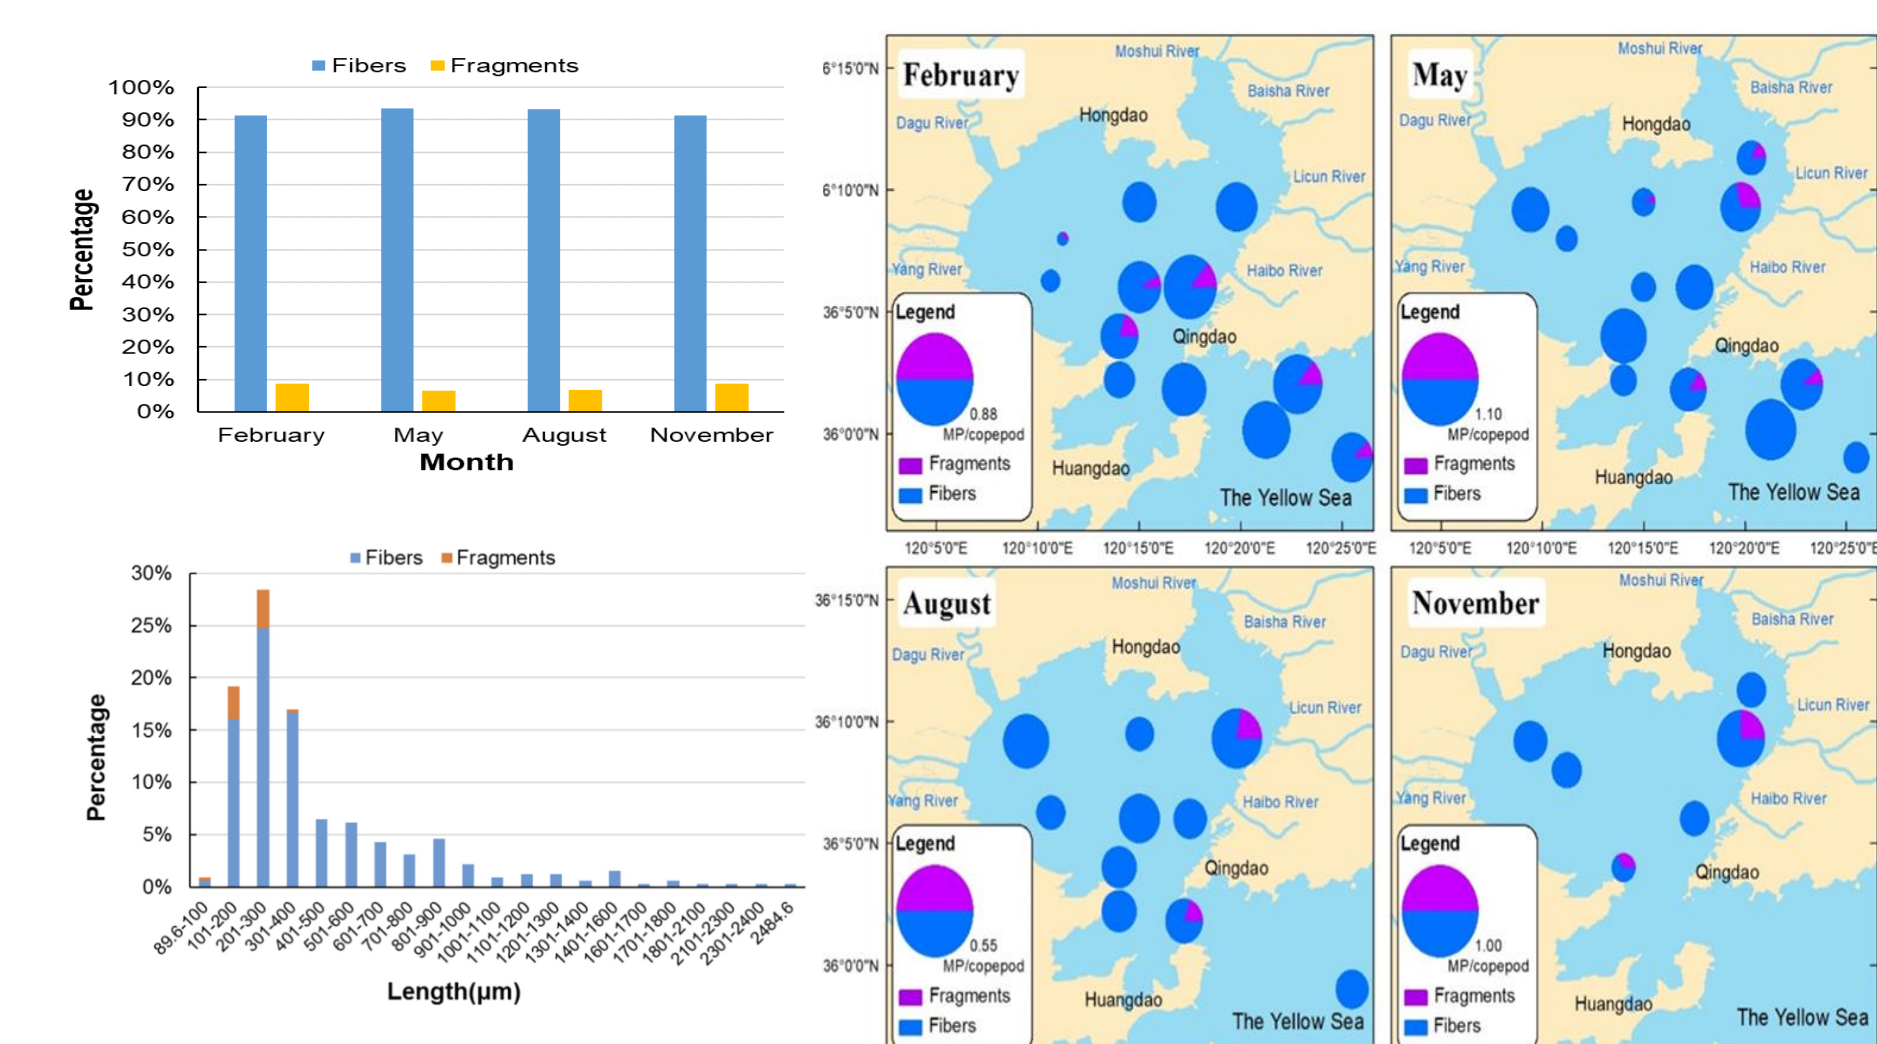 Fibers Fragments
100%
90%
80%
70%
60%
50%
40%
30%
20%
10%
0%
Percentage
February May August November
Month
Fibers Fragments
30%
25%
20%
15%
10%
5%
0%
Percentage
89.6-100 101-200 201-300 301-400 401-500 501-600 601-700 701-800 801-900 901-1000 1001-1100 1101-1200 1201-1300 1301-1400 1401-1600 1601-1700 1701-1800 1801-2100 2101-2300 2301-2400 2484.6
Length(μm)
February
Moshui River
6°15'0"N
Baisha River
Hongdao
Dagu River
Licun River
6°10'0"N
Yang River
Haibo River
36°5'0"N
Legend
Qingdao
0.88
MP/copepod
36°0'0"N
Fragments
Huangdao
Fibers
The Yellow Sea
120°5'0"E 120°10'0"E 120°15'0"E 120°20'0"E 120°25'0"E
May
Moshui River
Baisha River
Dagu River
Hongdao
Licun River
Yang River
Haibo River
Legend
Qingdao
1.10
MP/copepod
Fragments
Huangdao
Fibers
The Yellow Sea
120°5'0"E 120°10'0"E 120°15'0"E 120°20'0"E 120°25'0"E
August
Moshui River
36°15'0"N
Baisha River
Hongdao
Dagu River
Licun River
36°10'0"N
Yang River
Haibo River
36°5'0"N
Legend
Qingdao
0.55
MP/copepod
36°0'0"N
Fragments
Huangdao
Fibers
The Yellow Sea
November
Moshui River
Baisha River
Hongdao
Dagu River
Licun River
Yang River
Haibo River
Legend
Qingdao
1.00
MP/copepod
Fragments
Huangdao
Fibers
The Yellow Sea